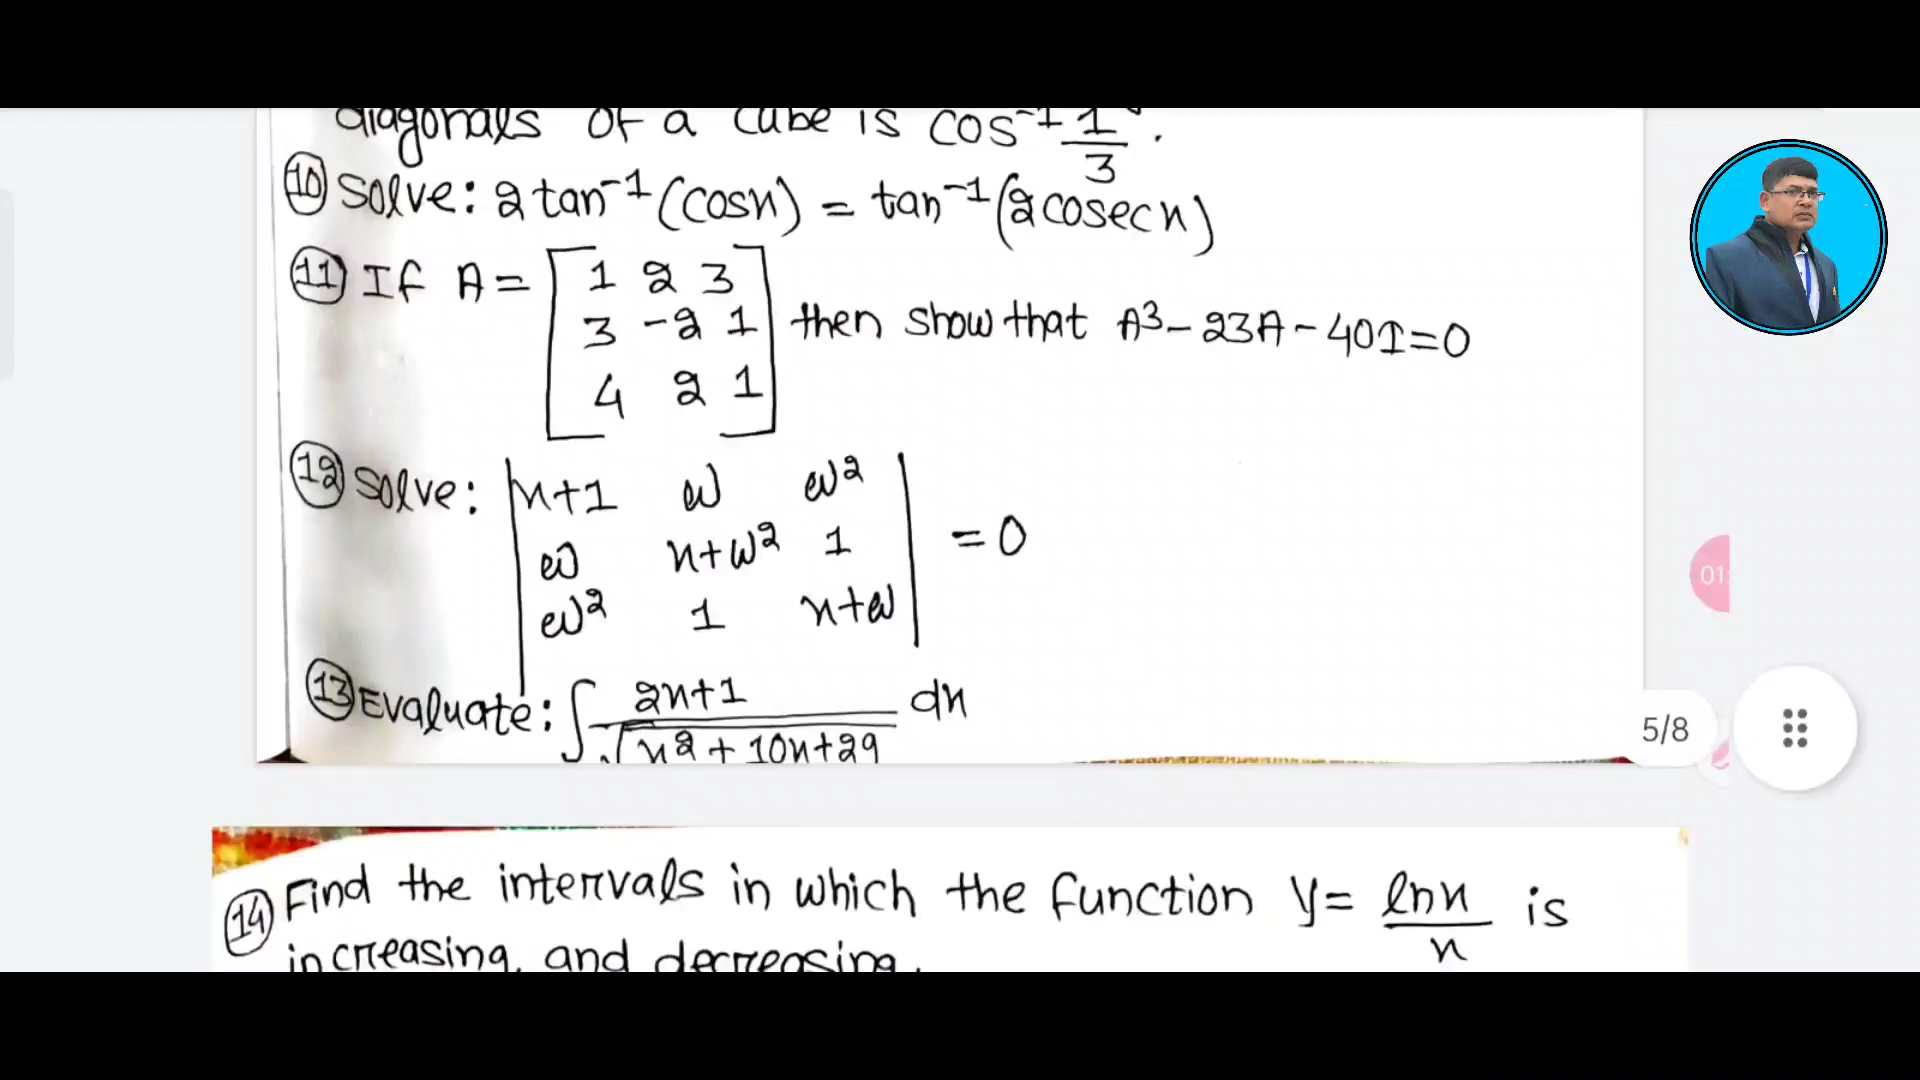 diagonals of a cube is cos⁻¹ 1/3.
(10) Solve: 2 tan⁻¹(cosx) = tan⁻¹(2 cosec x)
(11) If A = [1 2 3
3 -2 1
4 2 1] then show that A³ - 23A - 40I = 0
(12) Solve: |x+1 ω ω²
ω x+ω² 1
ω² 1 x+ω| = 0
01:
(13) Evaluate: ∫ 2x+1 / √x² + 10x + 29 dx
5/8
(14) Find the intervals in which the function y = lnx / x is
increasing and decreasing.